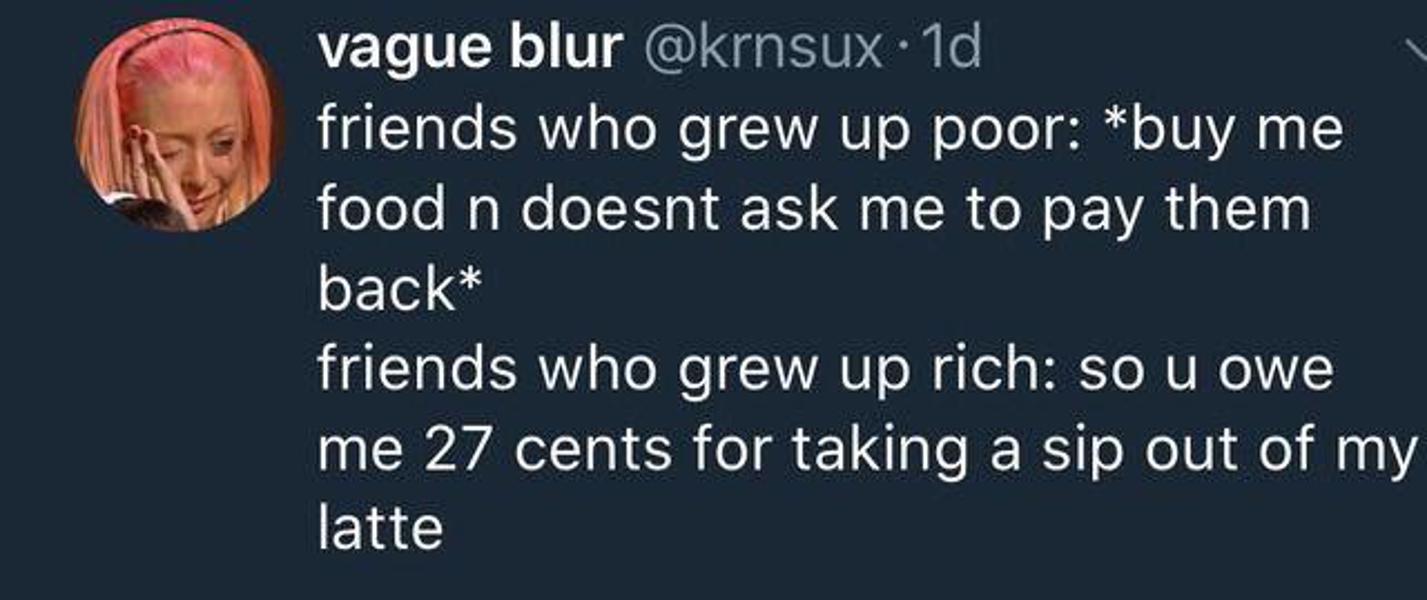 vague blur @krnsux · 1d
friends who grew up poor: *buy me
food n doesnt ask me to pay them
back*
friends who grew up rich: so u owe
me 27 cents for taking a sip out of my
latte